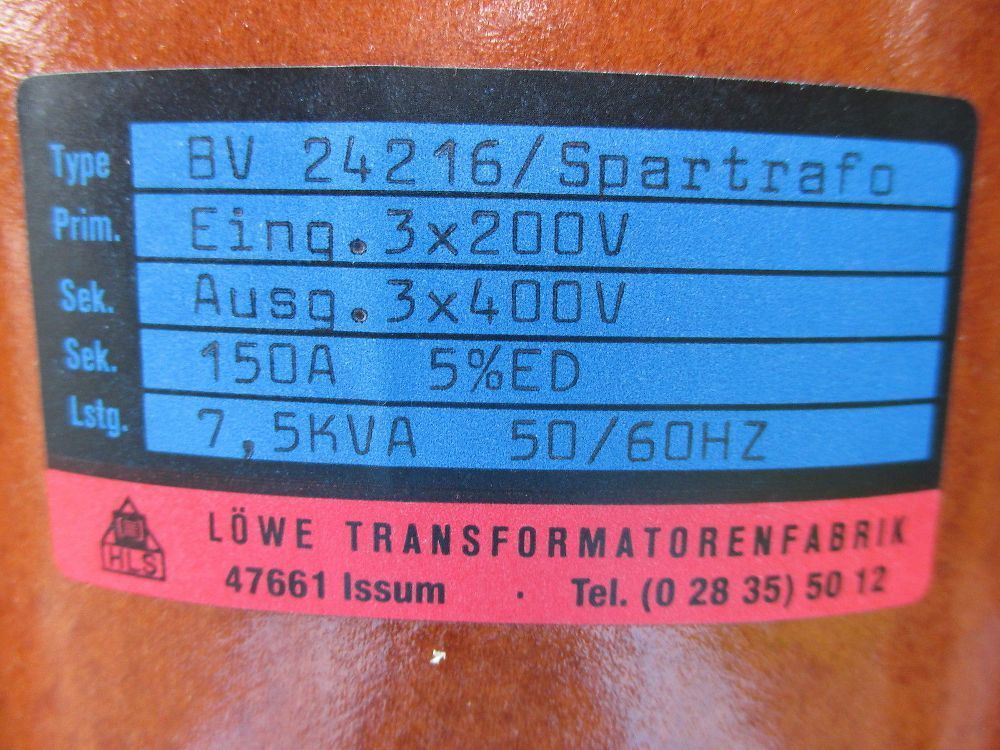 Type BV 24216/Spartrafo
Prim. Eing.3x200V
Sek. Ausg.3x400V
Sek. 150A 5%ED
Lstg. 7,5KVA 50/60HZ
HLS LÖWE TRANSFORMATORENFABRIK
47661 Issum · Tel. (0 28 35) 50 12